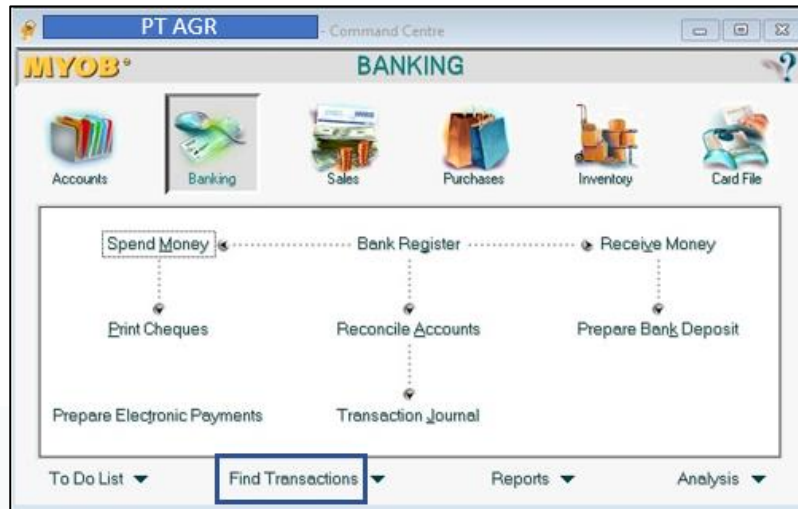 PT AGR - Command Centre
MYOB® BANKING ?
Accounts Banking Sales Purchases Inventory Card File
Spend Money Bank Register Receive Money
Print Cheques Reconcile Accounts Prepare Bank Deposit
Prepare Electronic Payments Transaction Journal
To Do List Find Transactions Reports Analysis